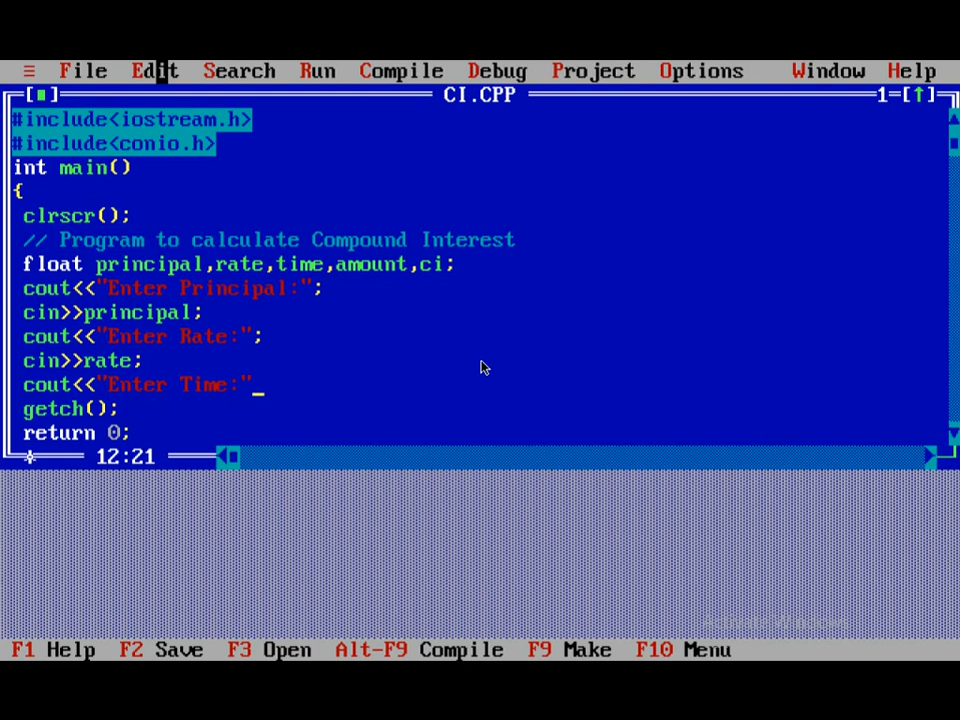 ≡ File Edit Search Run Compile Debug Project Options Window Help
[■] CI.CPP 1=[↑]
#include<iostream.h>
#include<conio.h>
int main()
{
clrscr();
// Program to calculate Compound Interest
float principal,rate,time,amount,ci;
cout<<"Enter Principal:";
cin>>principal;
cout<<"Enter Rate:";
cin>>rate;
cout<<"Enter Time:"_
getch();
return 0;
12:21
Activate Windows
F1 Help F2 Save F3 Open Alt-F9 Compile F9 Make F10 Menu